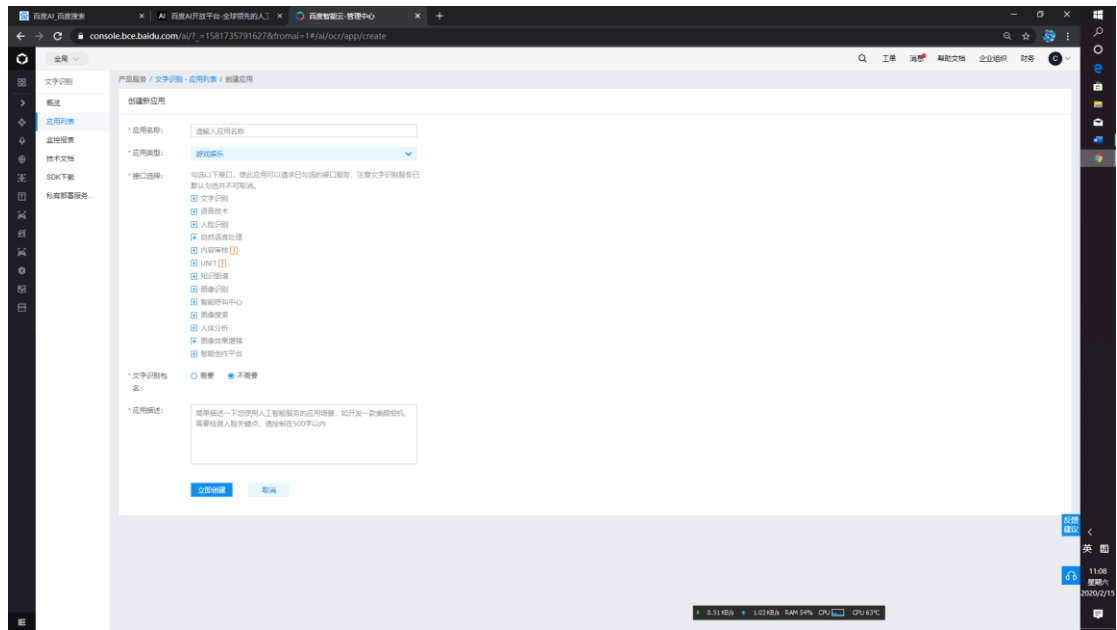 百度AI_百度搜索
AI 百度AI开放平台-全球领先的人工
百度智能云-管理中心
console.bce.baidu.com/ai/?_=1581735791627&fromai=1#/ai/ocr/app/create
全局
工单 消息 帮助文档 企业组织 财务 C
文字识别
概览
应用列表
监控报表
技术文档
SDK下载
私有部署服务...
产品服务 / 文字识别 - 应用列表 / 创建应用
创建新应用
* 应用名称: 请输入应用名称
* 应用类型: 游戏娱乐
* 接口选择: 勾选以下接口,使此应用可以请求已勾选的接口服务,注意文字识别服务已
默认勾选并不可取消。
文字识别
语音技术
人脸识别
自然语言处理
内容审核
UNIT
知识图谱
图像识别
智能呼叫中心
图像搜索
人体分析
图像效果增强
智能创作平台
* 文字识别包
名:
需要 不需要
* 应用描述: 简单描述一下您使用人工智能服务的应用场景,如开发一款美颜相机,
需要检测人脸关键点,请控制在500字以内
立即创建 取消
反馈
建议
英
11:08
星期六
2020/2/15
0.51 KB/s 1.03 KB/s RAM 54% CPU CPU 63°C